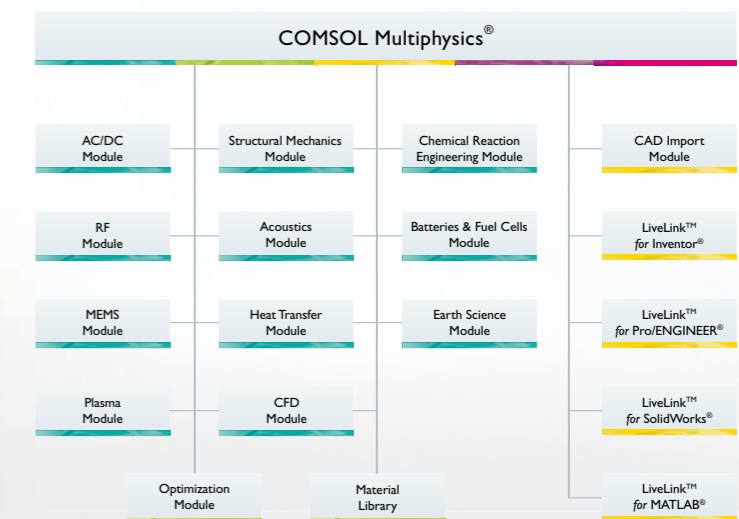 COMSOL Multiphysics®
AC/DC
Module
Structural Mechanics
Module
Chemical Reaction
Engineering Module
CAD Import
Module
RF
Module
Acoustics
Module
Batteries & Fuel Cells
Module
LiveLink™
for Inventor®
MEMS
Module
Heat Transfer
Module
Earth Science
Module
LiveLink™
for Pro/ENGINEER®
Plasma
Module
CFD
Module
LiveLink™
for SolidWorks®
Optimization
Module
Material
Library
LiveLink™
for MATLAB®